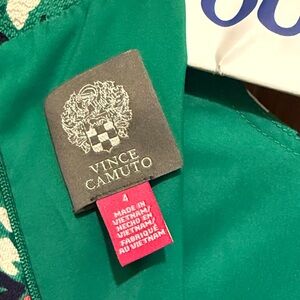 VINCE
CAMUTO
4
MADE IN
VIETNAM/
HECHO EN
VIETNAM/
FABRIQUÉ
AU VIETNAM